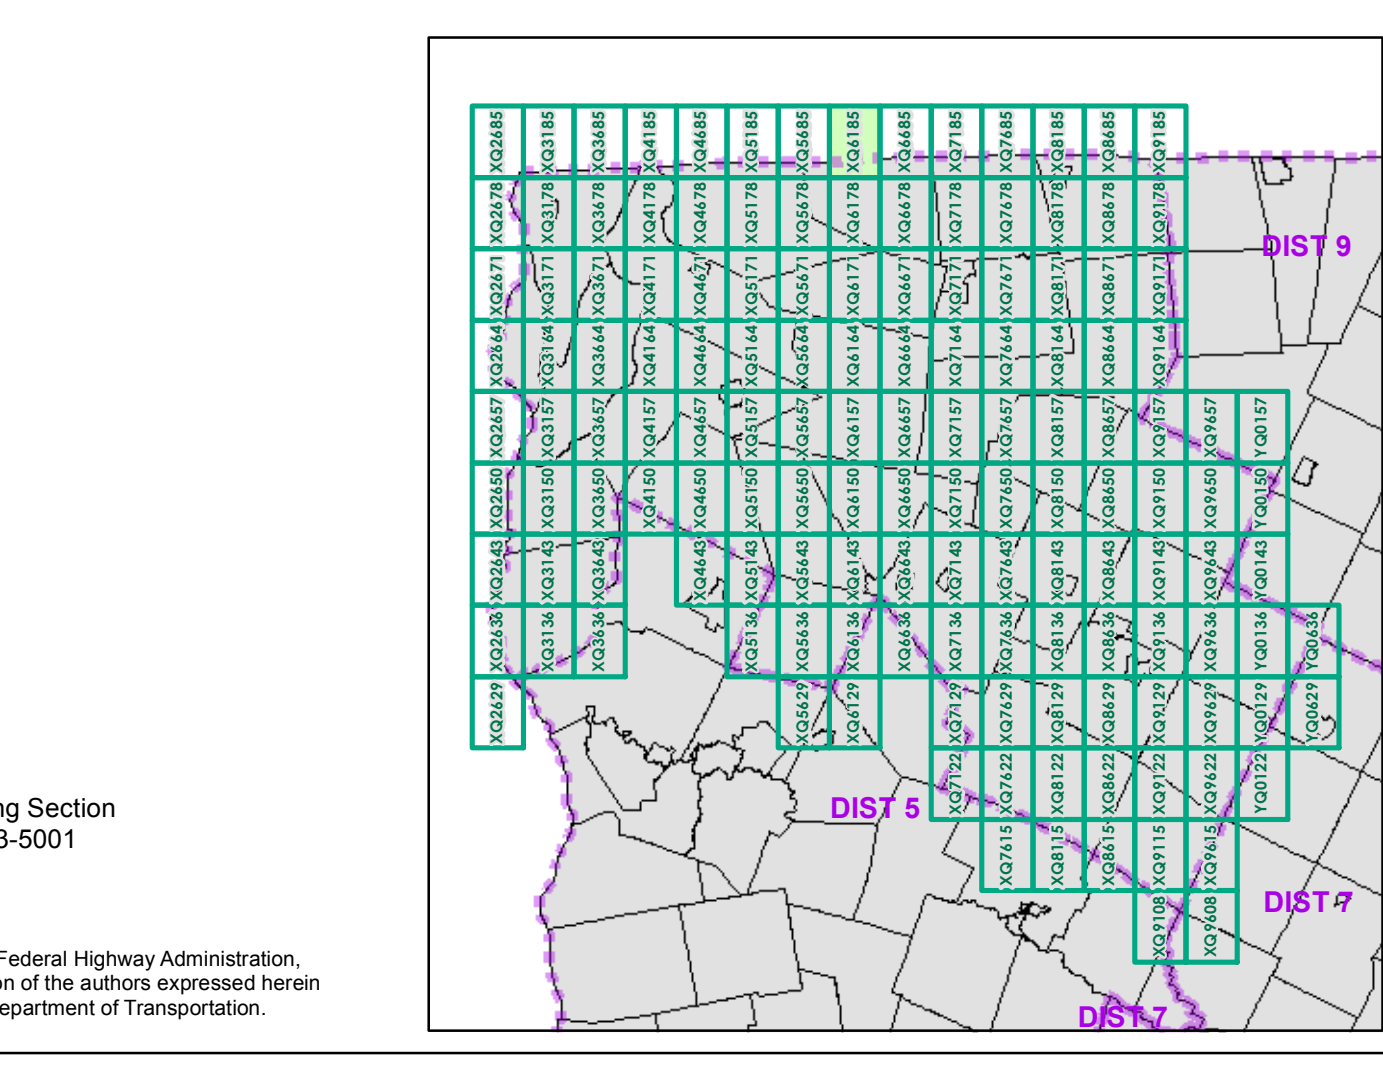 XQ2685 XQ3185 XQ3685 XQ4185 XQ4685 XQ5185 XQ5685 XQ6185 XQ6685 XQ7185 XQ7685 XQ8185 XQ8685 XQ9185
XQ2678 XQ3178 XQ3678 XQ4178 XQ4678 XQ5178 XQ5678 XQ6178 XQ6678 XQ7178 XQ7678 XQ8178 XQ8678 XQ9178
DIST 9
XQ2671 XQ3171 XQ3671 XQ4171 XQ4671 XQ5171 XQ5671 XQ6171 XQ6671 XQ7171 XQ7671 XQ8171 XQ8671 XQ9171
XQ2664 XQ3164 XQ3664 XQ4164 XQ4664 XQ5164 XQ5664 XQ6164 XQ6664 XQ7164 XQ7664 XQ8164 XQ8664 XQ9164
XQ2657 XQ3157 XQ3657 XQ4157 XQ4657 XQ5157 XQ5657 XQ6157 XQ6657 XQ7157 XQ7657 XQ8157 XQ8657 XQ9157 XQ9657 YQ0157
XQ2650 XQ3150 XQ3650 XQ4150 XQ4650 XQ5150 XQ5650 XQ6150 XQ6650 XQ7150 XQ7650 XQ8150 XQ8650 XQ9150 XQ9650 YQ0150
XQ2643 XQ3143 XQ3643 XQ4643 XQ5143 XQ5643 XQ6143 XQ6643 XQ7143 XQ7643 XQ8143 XQ8643 XQ9143 XQ9643 YQ0143
XQ2636 XQ3136 XQ3636 XQ5136 XQ5636 XQ6136 XQ6636 XQ7136 XQ7636 XQ8136 XQ8636 XQ9136 XQ9636 YQ0136 YQ0636
XQ2629 XQ5629 XQ6129 XQ7129 XQ7629 XQ8129 XQ8629 XQ9129 XQ9629 YQ0129 YQ0629
XQ7122 XQ7622 XQ8122 XQ8622 XQ9122 XQ9622 YQ0122
DIST 5
XQ7615 XQ8115 XQ8615 XQ9115 XQ9615
DIST 7
XQ9108 XQ9608
DIST 7
ng Section
3-5001
Federal Highway Administration,
on of the authors expressed herein
epartment of Transportation.